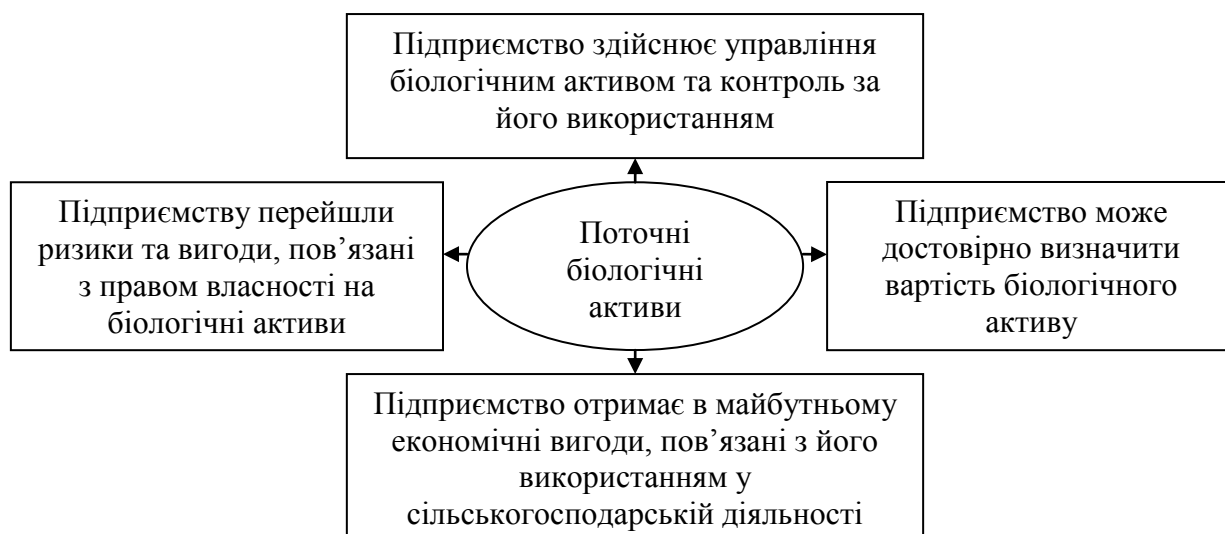 Підприємство здійснює управління
біологічним активом та контроль за
його використанням
Підприємству перейшли
ризики та вигоди, пов’язані
з правом власності на
біологічні активи
Поточні
біологічні
активи
Підприємство може
достовірно визначити
вартість біологічного
активу
Підприємство отримає в майбутньому
економічні вигоди, пов’язані з його
використанням у
сільськогосподарській діяльності